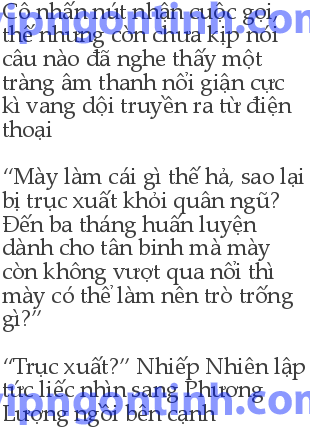 Cô nhấn nút nhận cuộc gọi,
thế nhưng còn chưa kịp nói
câu nào đã nghe thấy một
tràng âm thanh nổi giận cực
kì vang dội truyền ra từ điện
thoại
“Mày làm cái gì thế hả, sao lại
bị trục xuất khỏi quân ngũ?
Đến ba tháng huấn luyện
dành cho tân binh mà mày
còn không vượt qua nổi thì
mày có thể làm nên trò trống
gì?”
“Trục xuất?” Nhiếp Nhiên lập
tức liếc nhìn sang Phương
Lượng ngồi bên cạnh
vipngontinh.com
vipngontinh.com